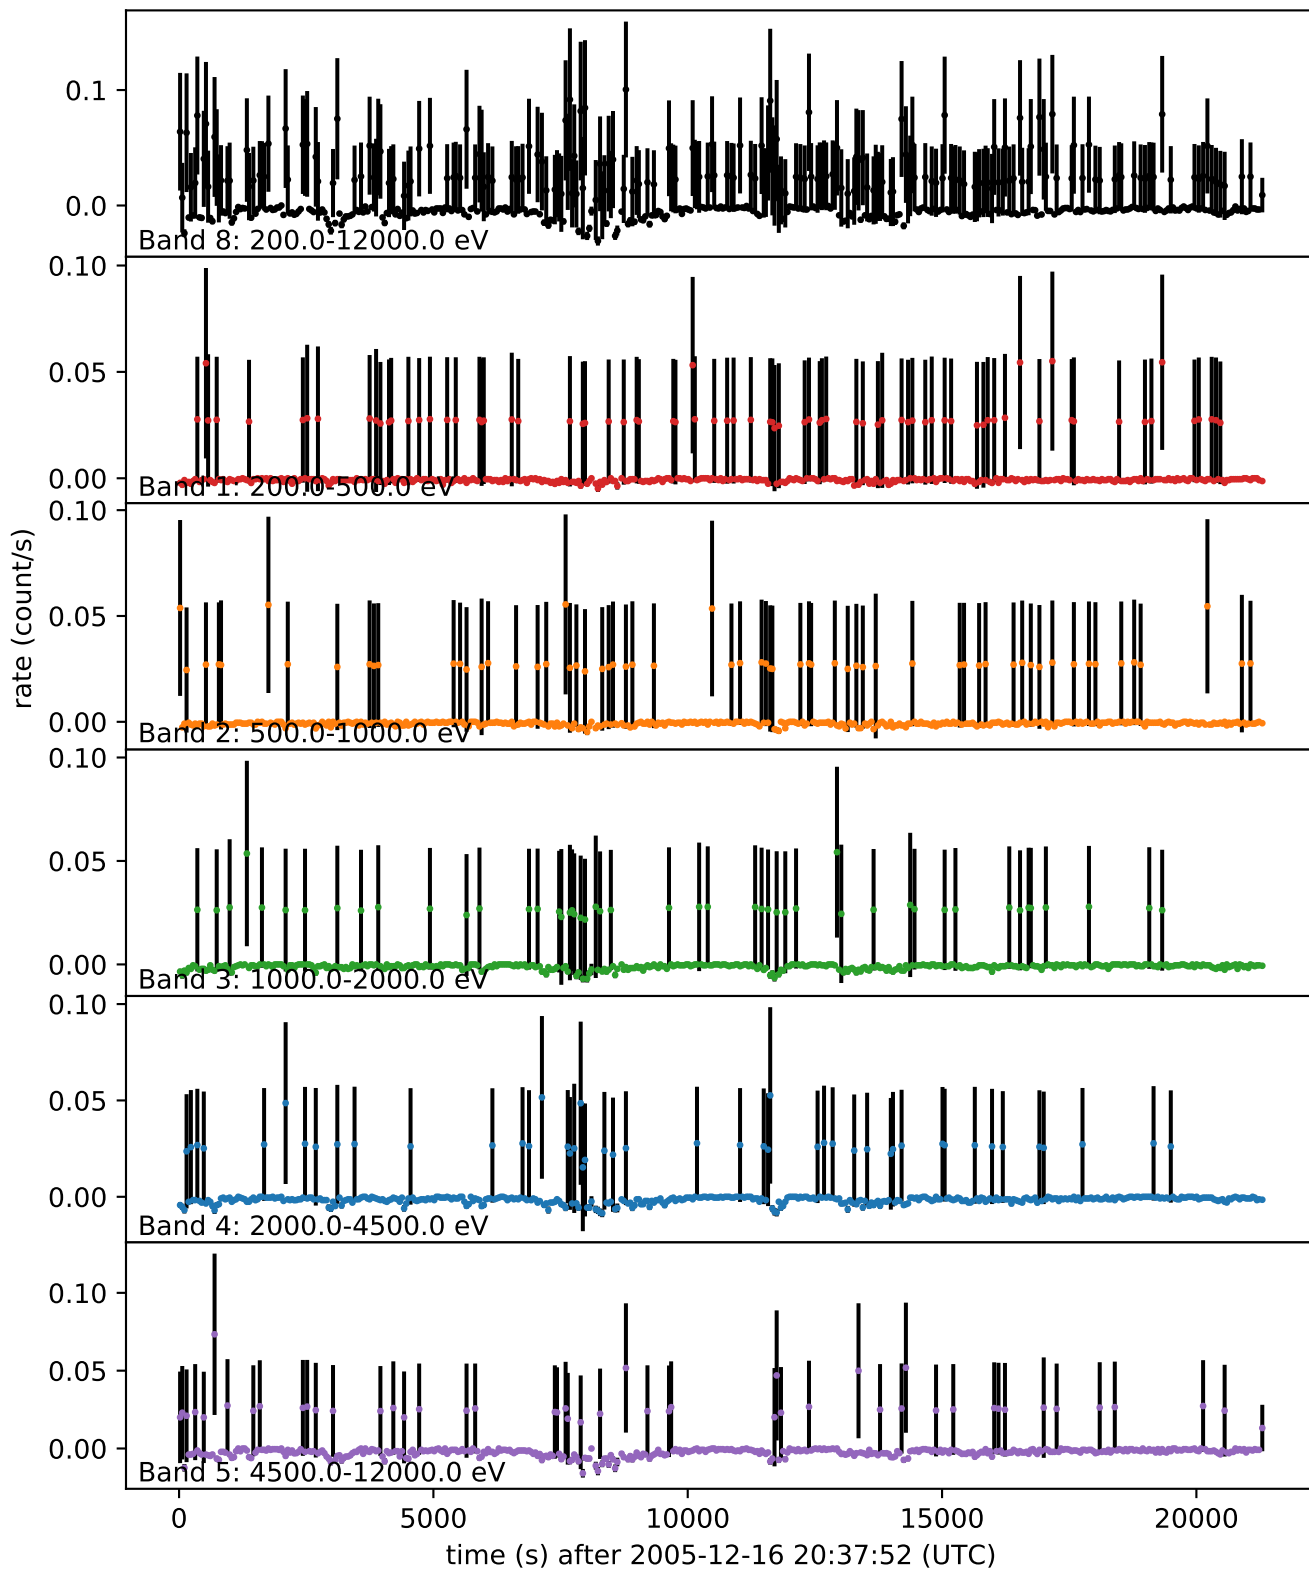 0.1
0.0
Band 8: 200.0-12000.0 eV
0.10
0.05
0.00
Band 1: 200.0-500.0 eV
0.10
0.05
0.00
Band 2: 500.0-1000.0 eV
rate (count/s)
0.10
0.05
0.00
Band 3: 1000.0-2000.0 eV
0.10
0.05
0.00
Band 4: 2000.0-4500.0 eV
0.10
0.05
0.00
Band 5: 4500.0-12000.0 eV
0 5000 10000 15000 20000
time (s) after 2005-12-16 20:37:52 (UTC)